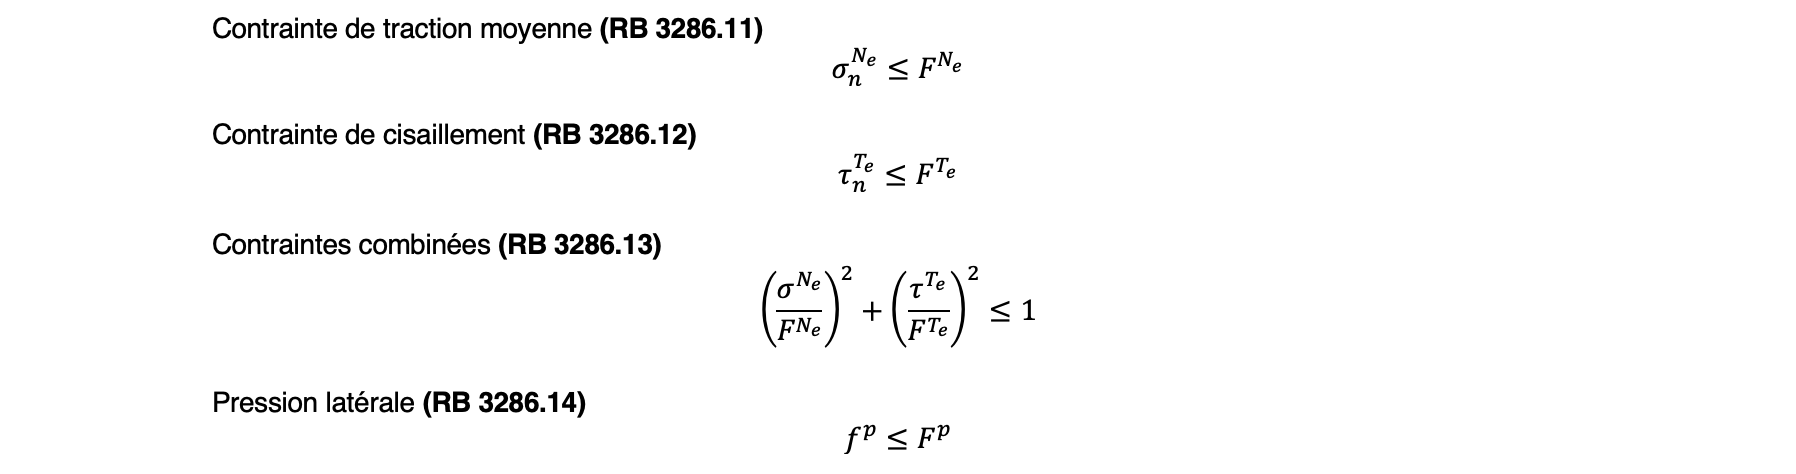 Contrainte de traction moyenne (RB 3286.11)
σ_n^{N_e} ≤ F^{N_e}
Contrainte de cisaillement (RB 3286.12)
τ_n^{T_e} ≤ F^{T_e}
Contraintes combinées (RB 3286.13)
(σ^{N_e}/F^{N_e})^2 + (τ^{T_e}/F^{T_e})^2 ≤ 1
Pression latérale (RB 3286.14)
f^p ≤ F^p